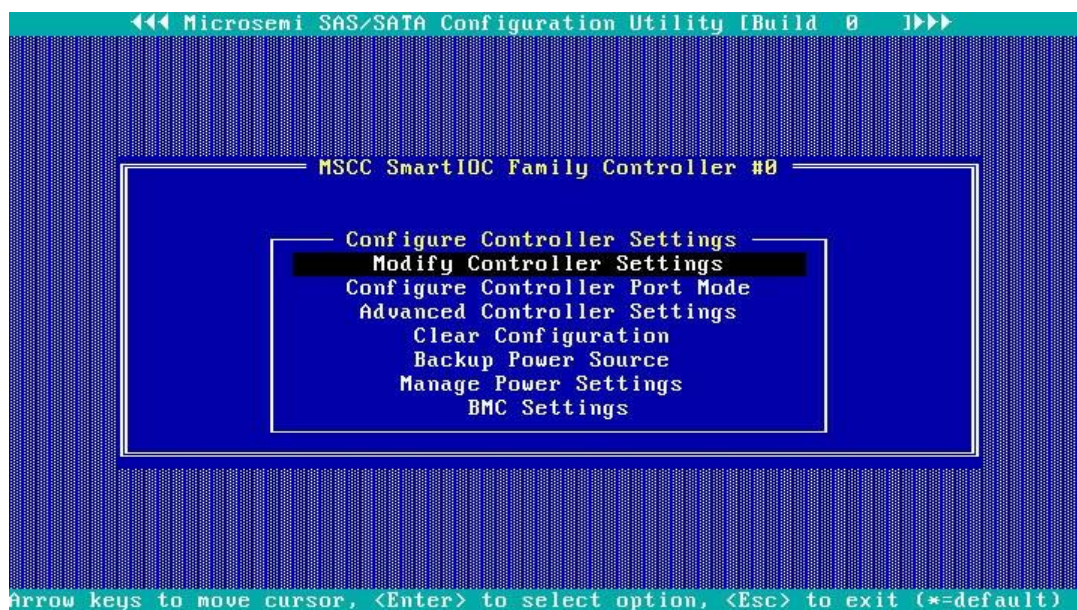 Microsemi SAS/SATA Configuration Utility [Build 0 ]
MSCC SmartIOC Family Controller #0
Configure Controller Settings
Modify Controller Settings
Configure Controller Port Mode
Advanced Controller Settings
Clear Configuration
Backup Power Source
Manage Power Settings
BMC Settings
Arrow keys to move cursor, <Enter> to select option, <Esc> to exit (*=default)